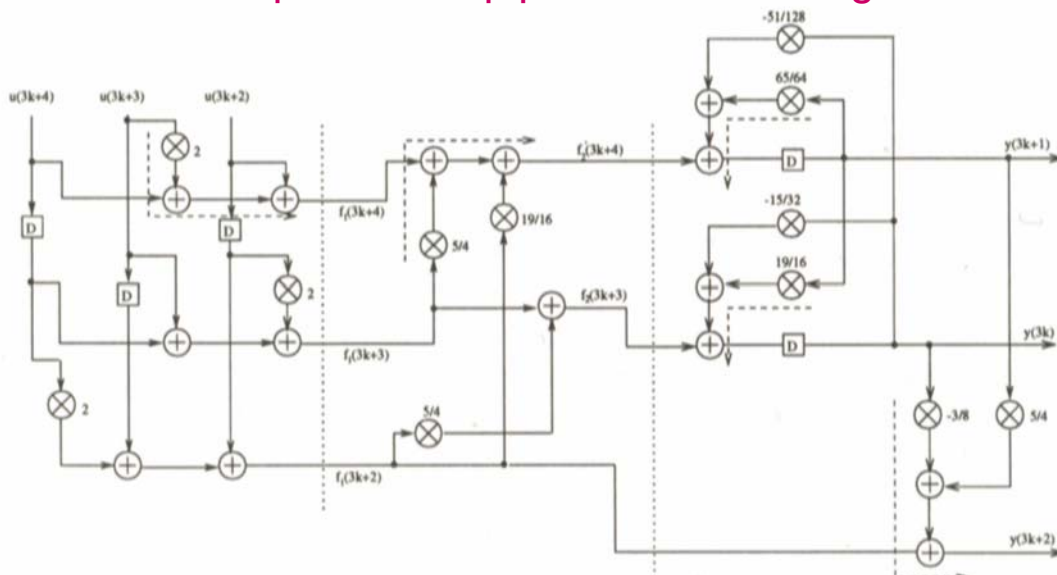 -51/128
65/64
u(3k+4) u(3k+3) u(3k+2)
2
D y(3k+1)
f₂(3k+4)
f₁(3k+4)
19/16
-15/32
D
5/4
19/16
D
D
2
f₂(3k+3)
D y(3k)
f₁(3k+3)
2
5/4
-3/8 5/4
f₁(3k+2)
y(3k+2)